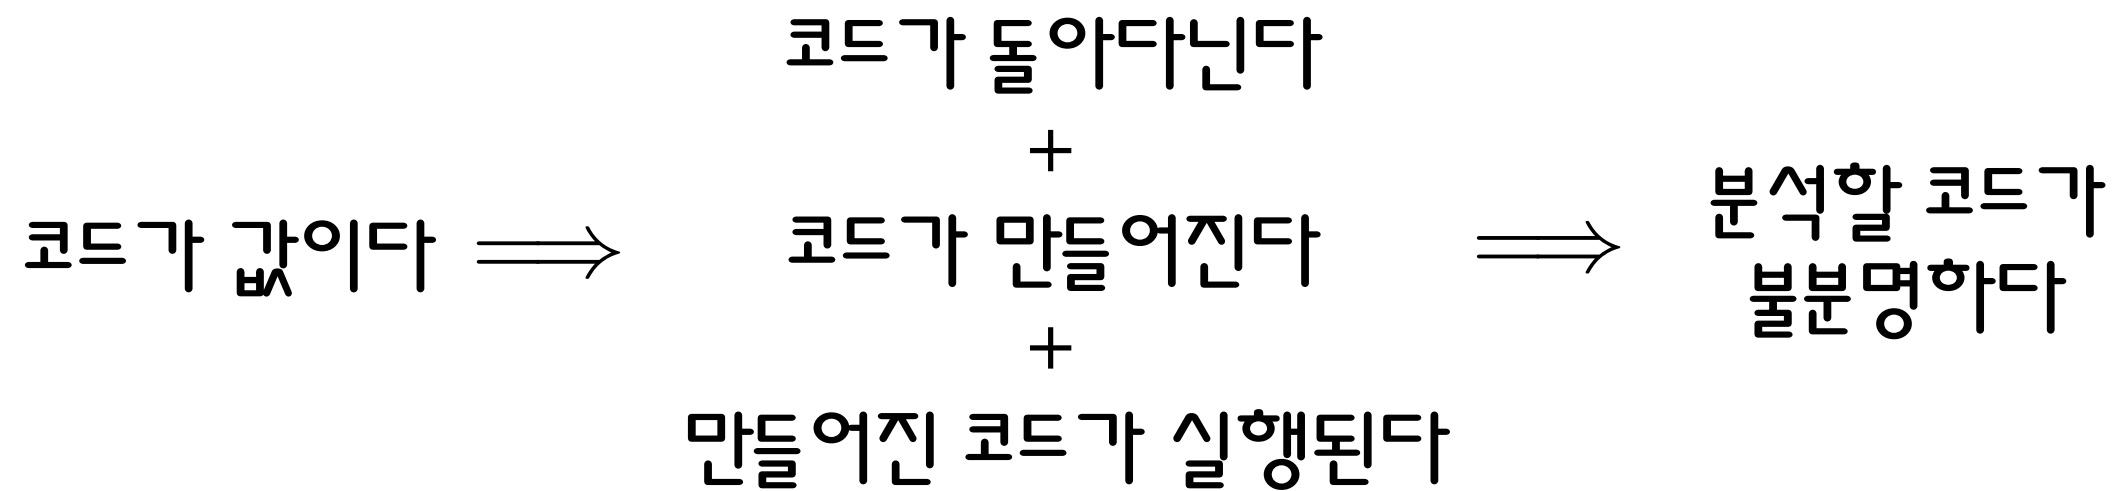 코드가 값이다
⟹
코드가 돌아다닌다
+
코드가 만들어진다
+
만들어진 코드가 실행된다
⟹
분석할 코드가
불분명하다